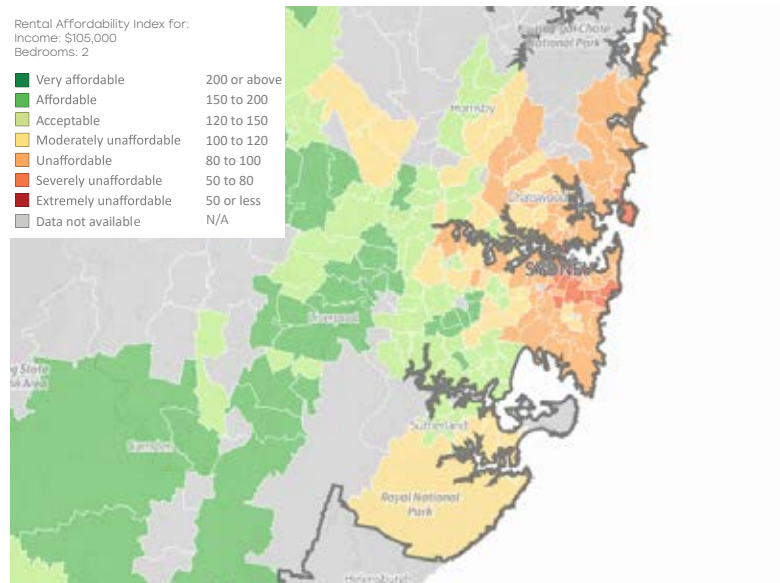 Rental Affordability Index for:
Income: $105,000
Bedrooms: 2
Very affordable 200 or above
Affordable 150 to 200
Acceptable 120 to 150
Moderately unaffordable 100 to 120
Unaffordable 80 to 100
Severely unaffordable 50 to 80
Extremely unaffordable 50 or less
Data not available N/A
National Park
Hornsby
Chatswood
Liverpool
Sutherland
Royal National
Park
Helensburgh